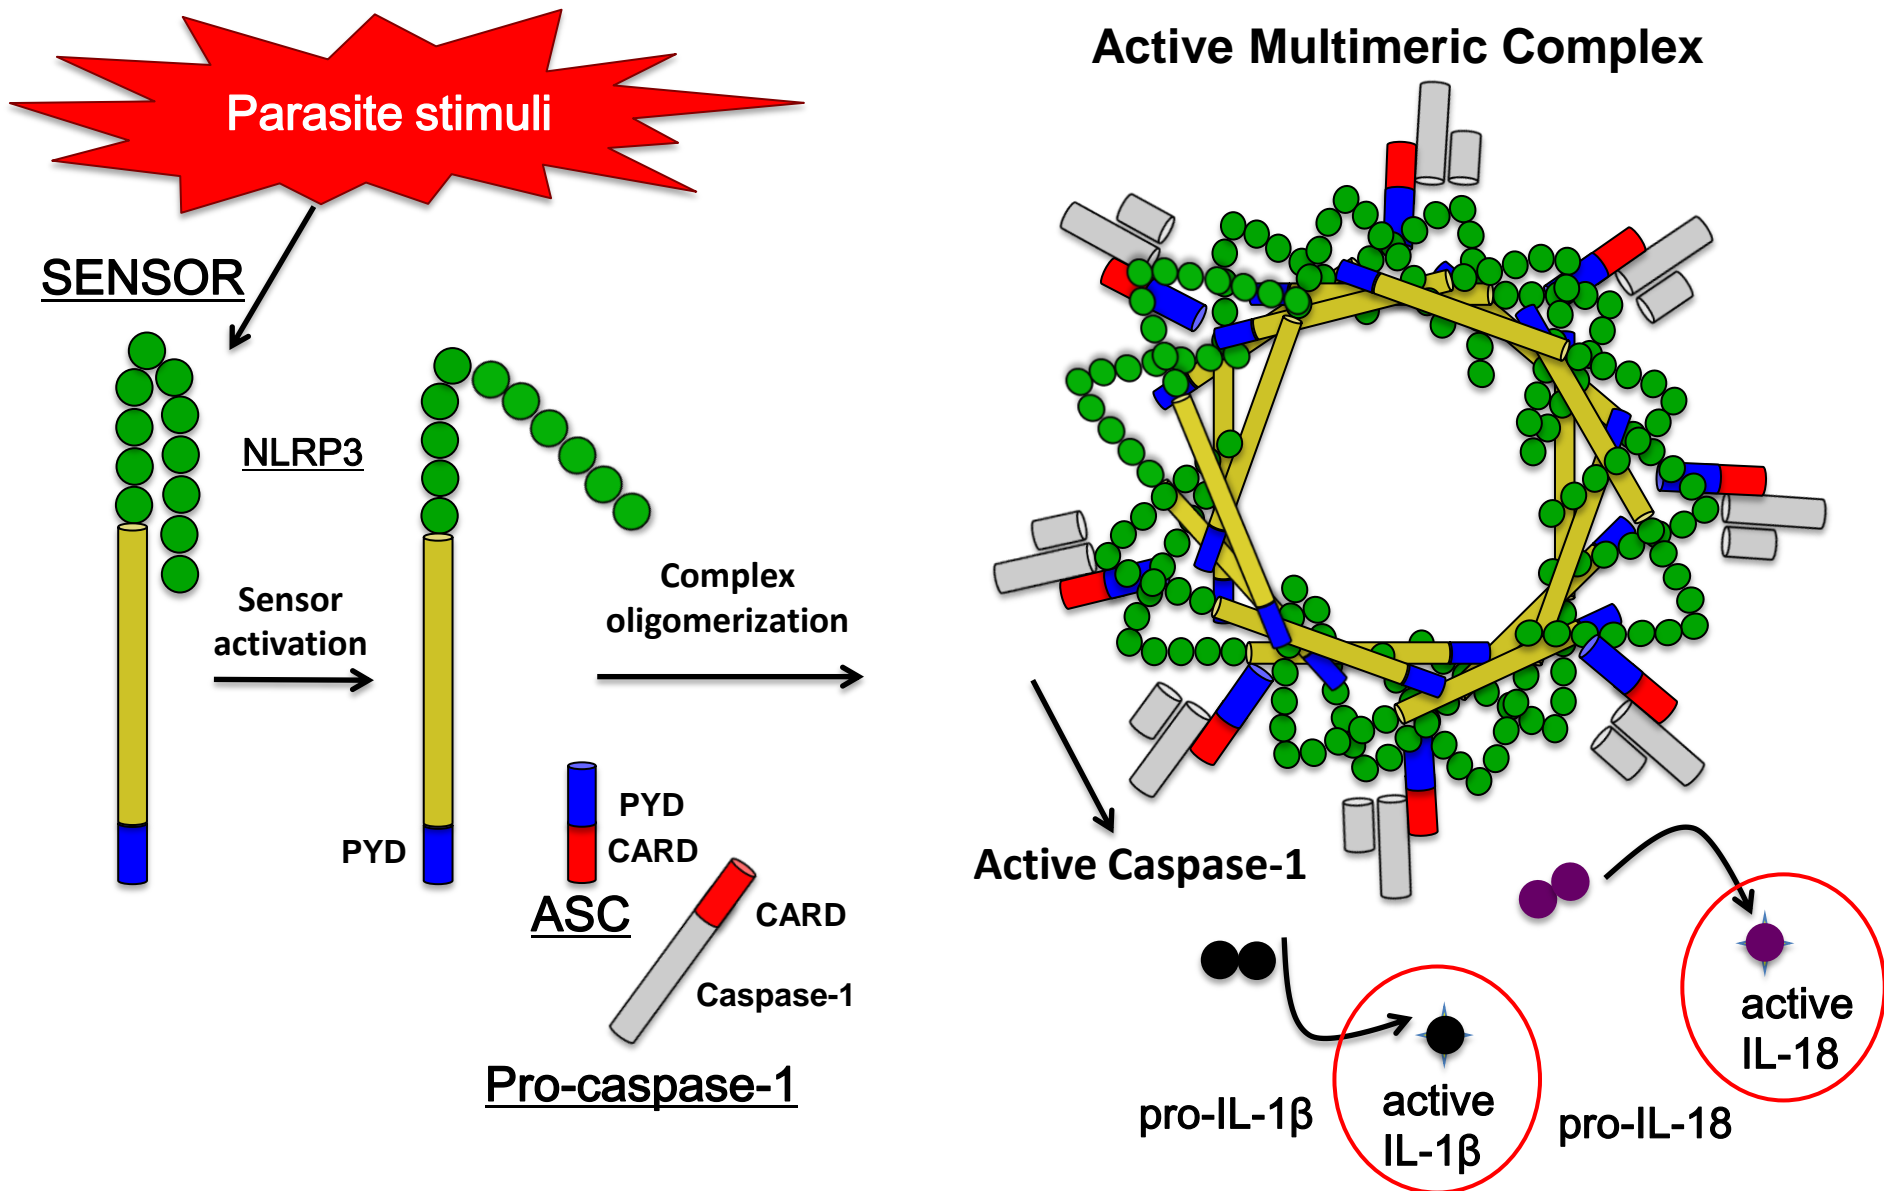 Active Multimeric Complex
Parasite stimuli
SENSOR
NLRP3
Sensor
activation
Complex
oligomerization
PYD
PYD
CARD
ASC
CARD
Caspase-1
Pro-caspase-1
Active Caspase-1
pro-IL-1β
active
IL-1β
pro-IL-18
active
IL-18